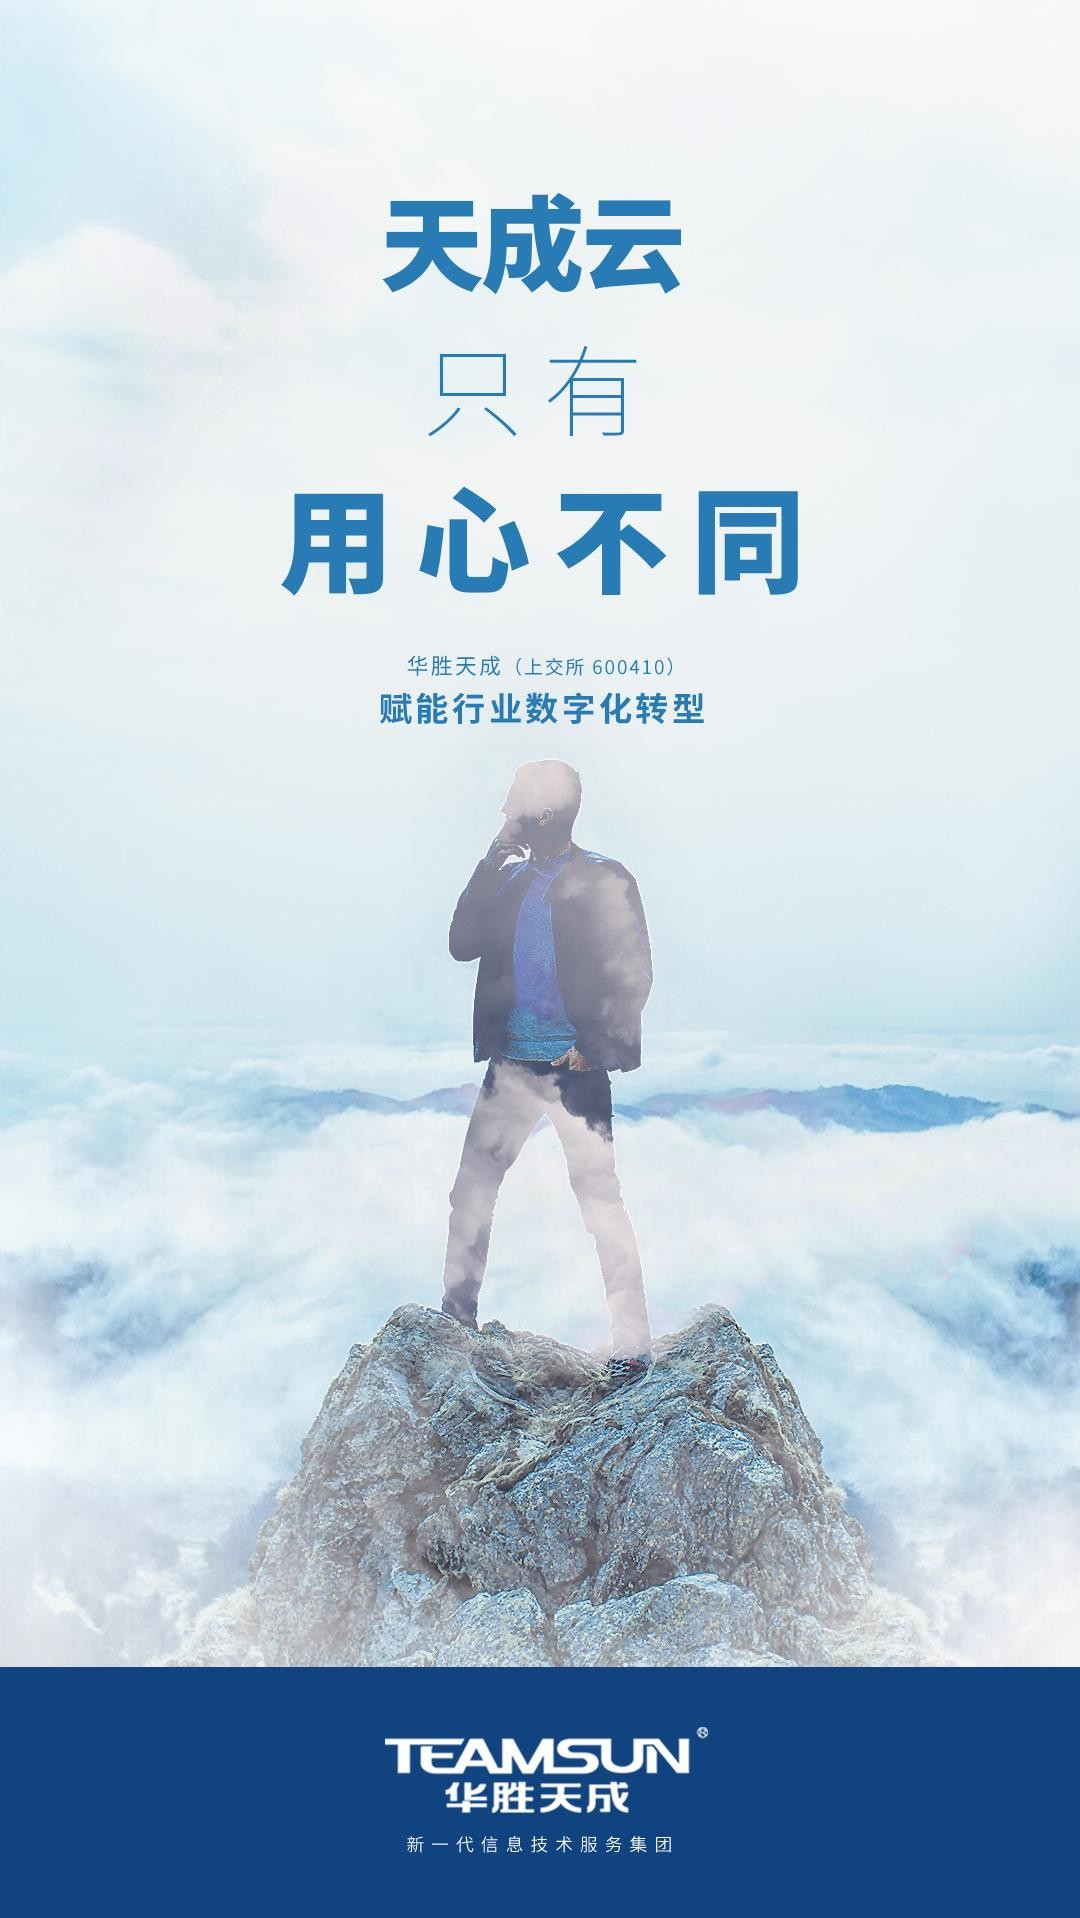 天成云
只有
用心不同
华胜天成（上交所 600410）
赋能行业数字化转型
TEAMSUN®
华胜天成
新一代信息技术服务集团